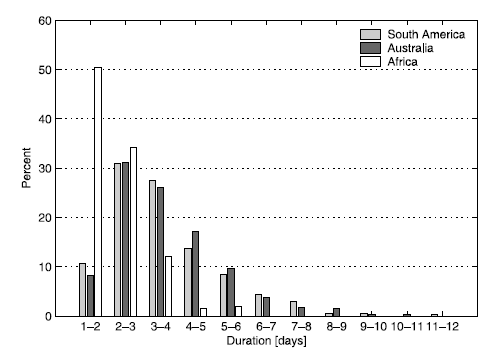 60
50
40
30
20
10
0
Percent
South America
Australia
Africa
1–2 2–3 3–4 4–5 5–6 6–7 7–8 8–9 9–10 10–11 11–12
Duration [days]